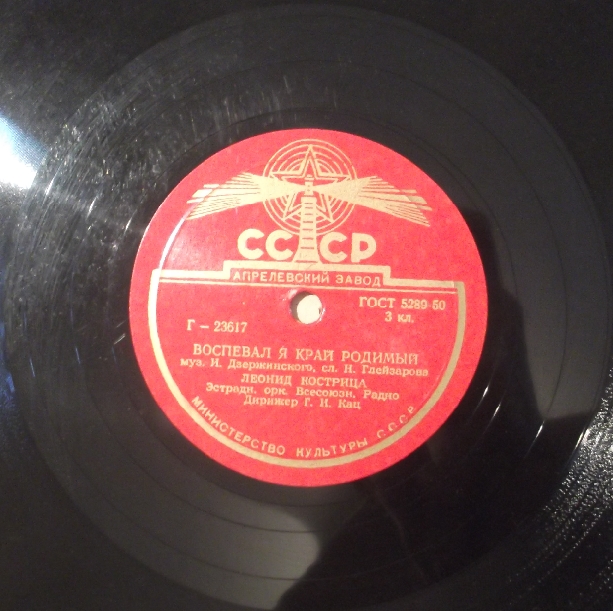 СССР
АПРЕЛЕВСКИЙ ЗАВОД
ГОСТ 5289-50
3 кл.
Г – 23617
ВОСПЕВАЛ Я КРАЙ РОДИМЫЙ
муз. И. Дзержинского, сл. Н. Глейзарова
ЛЕОНИД КОСТРИЦА
Эстрадн. орк. Всесоюзн. Радио
Дирижер Г. И. Кац
МИНИСТЕРСТВО КУЛЬТУРЫ СССР